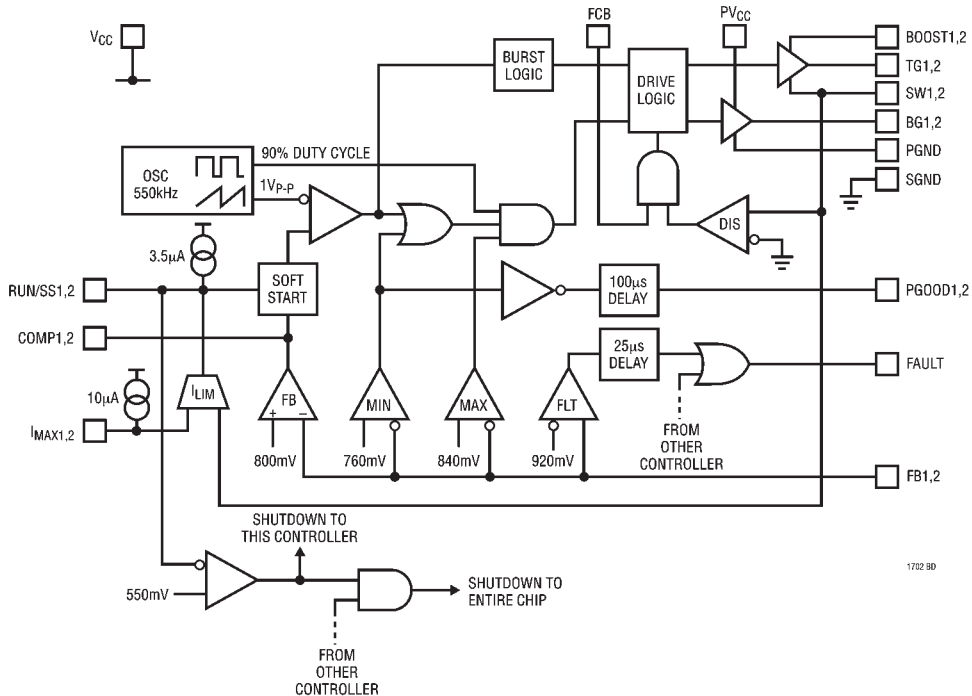 FCB
PVCC
VCC
BOOST1,2
BURST
LOGIC
DRIVE
LOGIC
TG1,2
SW1,2
BG1,2
90% DUTY CYCLE
PGND
OSC
550kHz
1VP-P
SGND
DIS
3.5µA
SOFT
START
RUN/SS1,2
100µs
DELAY
PGOOD1,2
COMP1,2
25µs
DELAY
FAULT
10µA
ILIM
FB
+
–
MIN
MAX
FLT
IMAX1,2
FROM
OTHER
CONTROLLER
800mV
760mV
840mV
920mV
FB1,2
SHUTDOWN TO
THIS CONTROLLER
1702 BD
550mV
SHUTDOWN TO
ENTIRE CHIP
FROM
OTHER
CONTROLLER